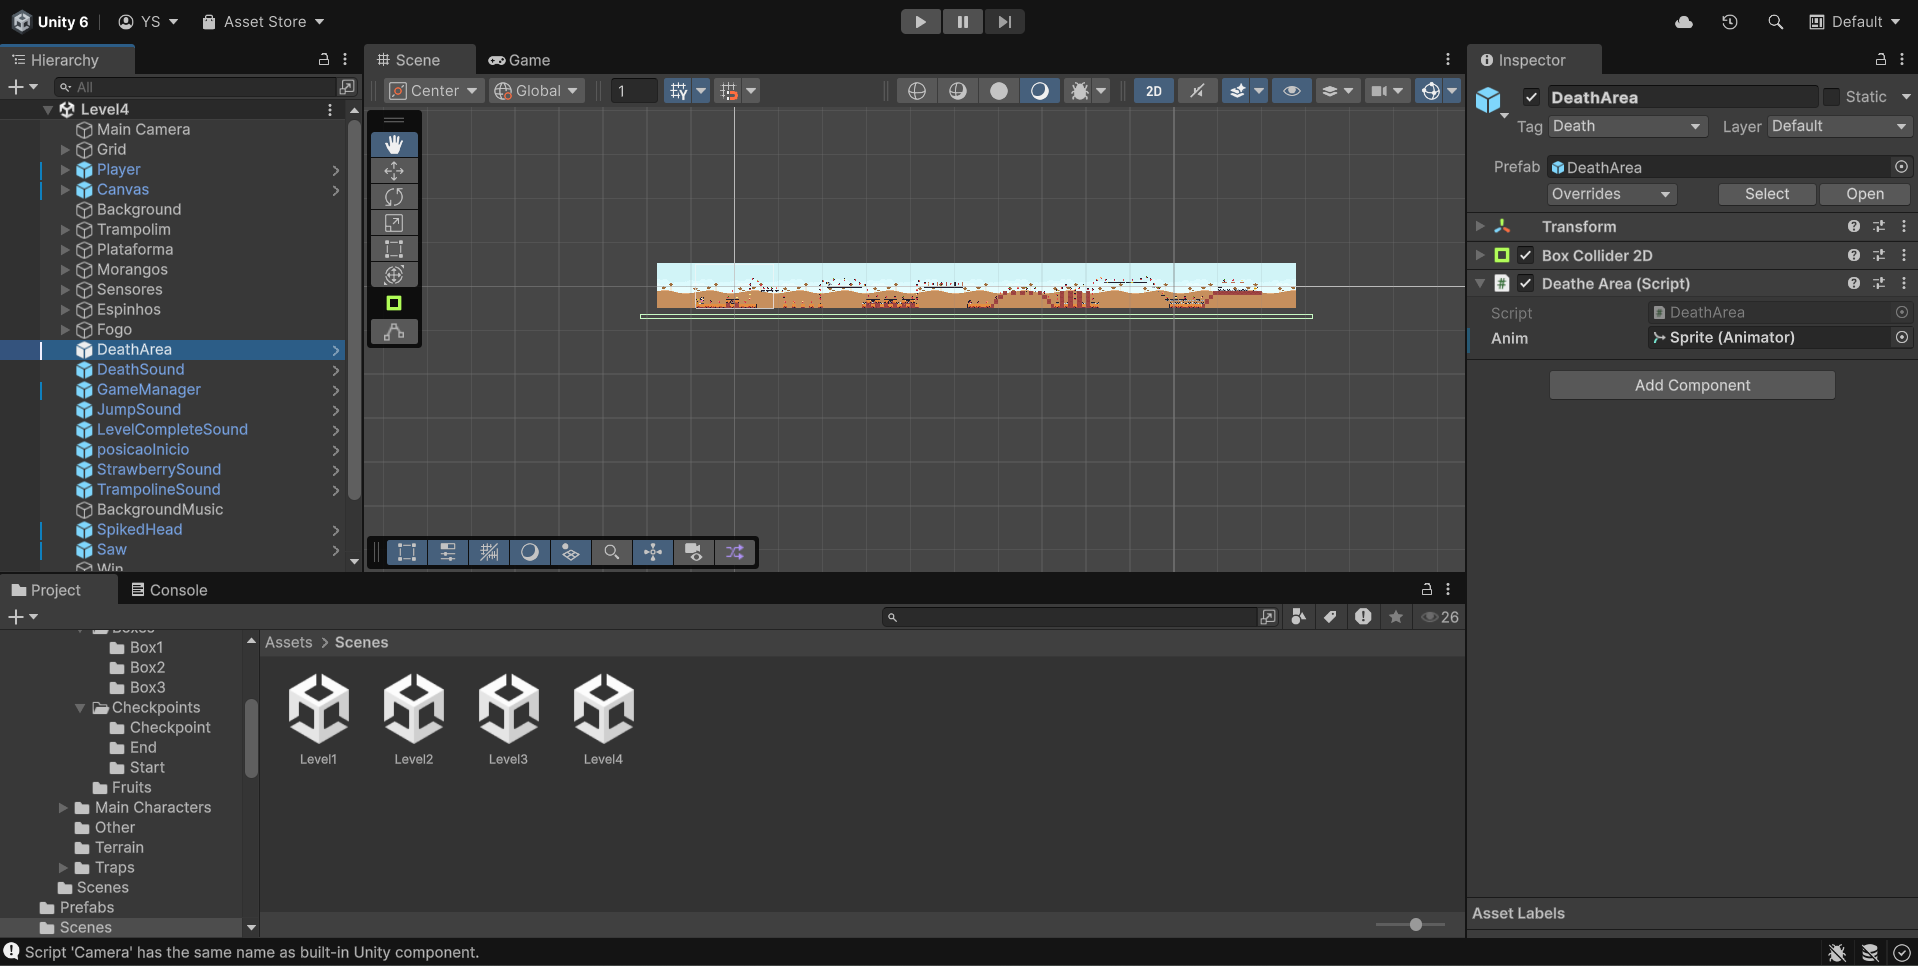 Unity 6
YS
Asset Store
Default
Hierarchy
Scene
Game
Inspector
All
Center
Global
1
2D
Level4
Main Camera
Grid
Player
Canvas
Background
Trampolim
Plataforma
Morangos
Sensores
Espinhos
Fogo
DeathArea
DeathSound
GameManager
JumpSound
LevelCompleteSound
posicaoInicio
StrawberrySound
TrampolineSound
BackgroundMusic
SpikedHead
Saw
Win
DeathArea
Static
Tag
Death
Layer
Default
Prefab
DeathArea
Overrides
Select
Open
Transform
Box Collider 2D
Deathe Area (Script)
Script
DeathArea
Anim
Sprite (Animator)
Add Component
Asset Labels
Project
Console
26
Boxes
Box1
Box2
Box3
Checkpoints
Checkpoint
End
Start
Fruits
Main Characters
Other
Terrain
Traps
Scenes
Prefabs
Scenes
Assets > Scenes
Level1
Level2
Level3
Level4
Script 'Camera' has the same name as built-in Unity component.